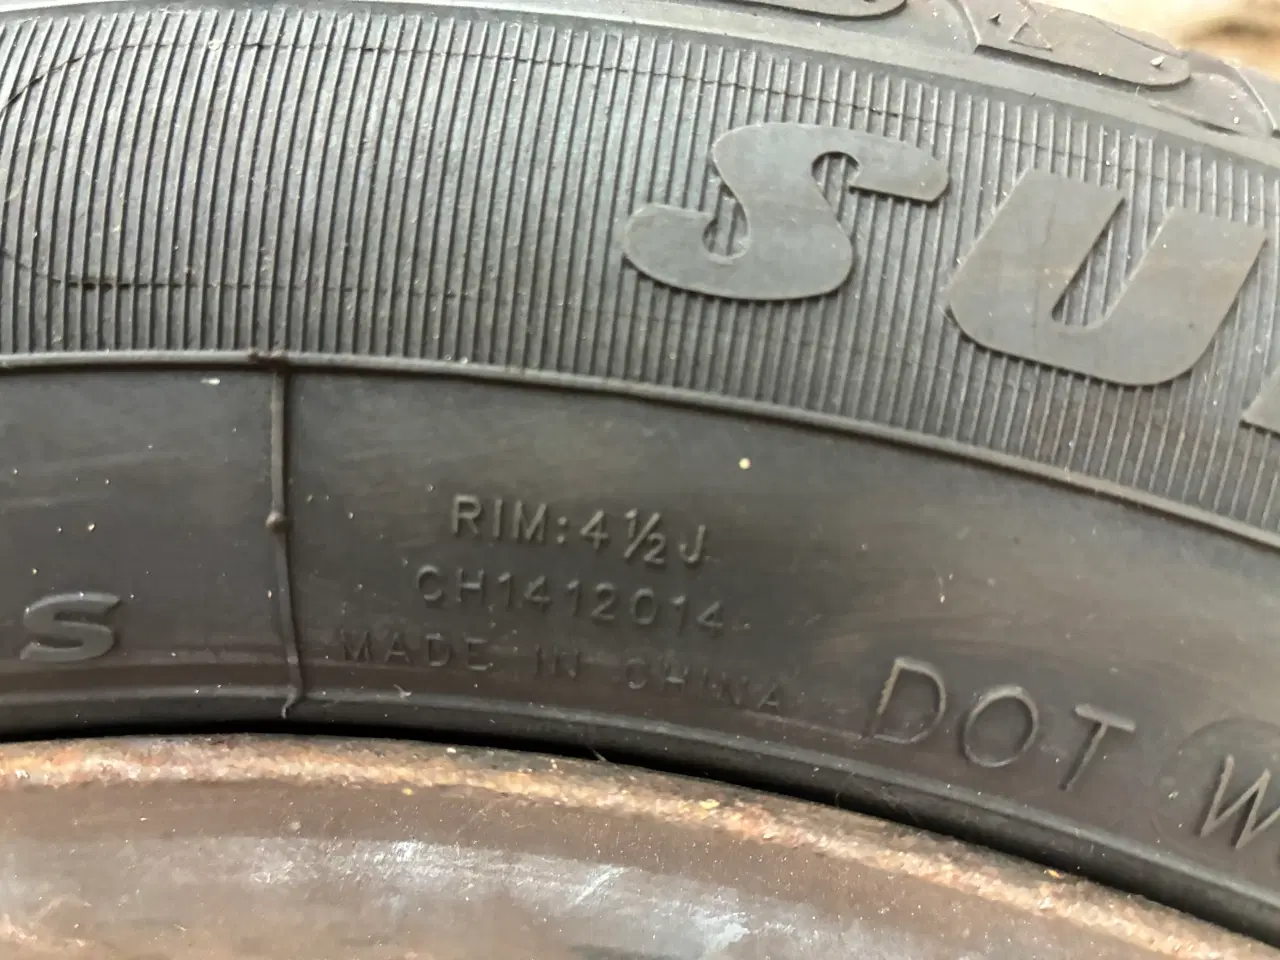 SU
RIM:4½J
CH1412014
MADE IN CHINA
S
DOT W